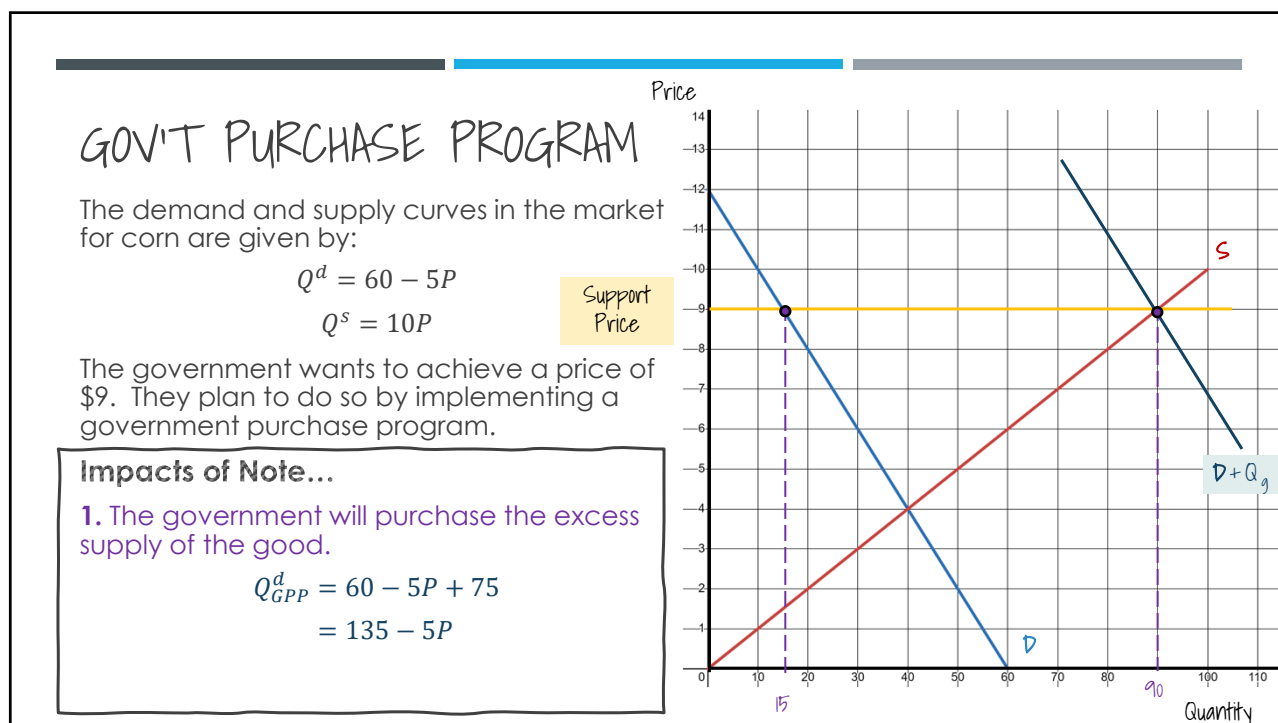 GOV'T PURCHASE PROGRAM
The demand and supply curves in the market
for corn are given by:
Q^d = 60 − 5P
Q^s = 10P
Support
Price
The government wants to achieve a price of
$9. They plan to do so by implementing a
government purchase program.
Impacts of Note…
1. The government will purchase the excess
supply of the good.
Q^d_GPP = 60 − 5P + 75
= 135 − 5P
Price
14
13
12
11
10
9
8
7
6
5
4
3
2
1
S
D+Q_g
D
0 10 20 30 40 50 60 70 80 90 100 110
15
90
Quantity